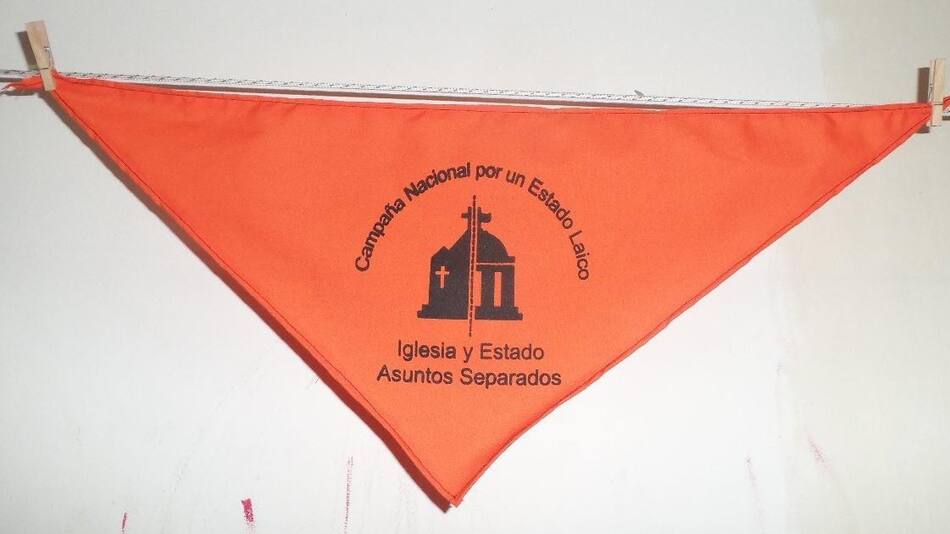 Campaña Nacional por un Estado Laico
Iglesia y Estado
Asuntos Separados